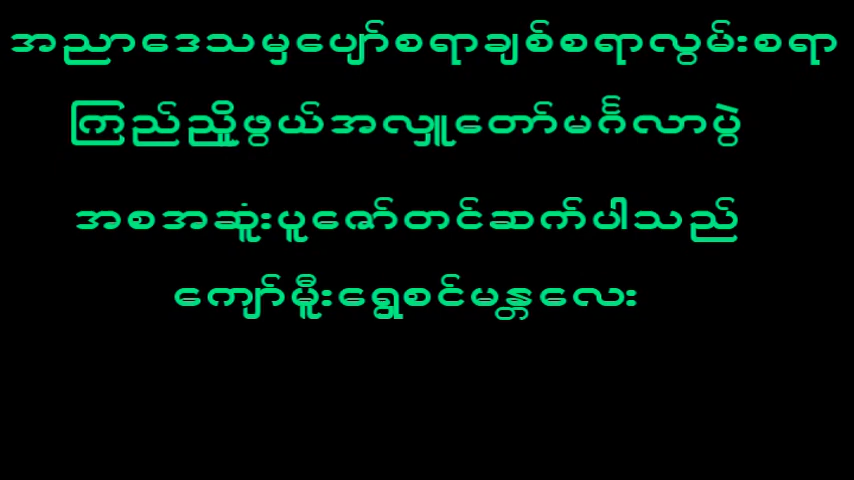 အညာဒေသမှပျော်စရာချစ်စရာလွမ်းစရာ
ကြည်ညှိုဖွယ်အလှူတော်မင်္ဂလာပွဲ
အစအဆူံးပူဇော်တင်ဆက်ပါသည်
ကျော်မိူးရွှေစင်မန္တလေး